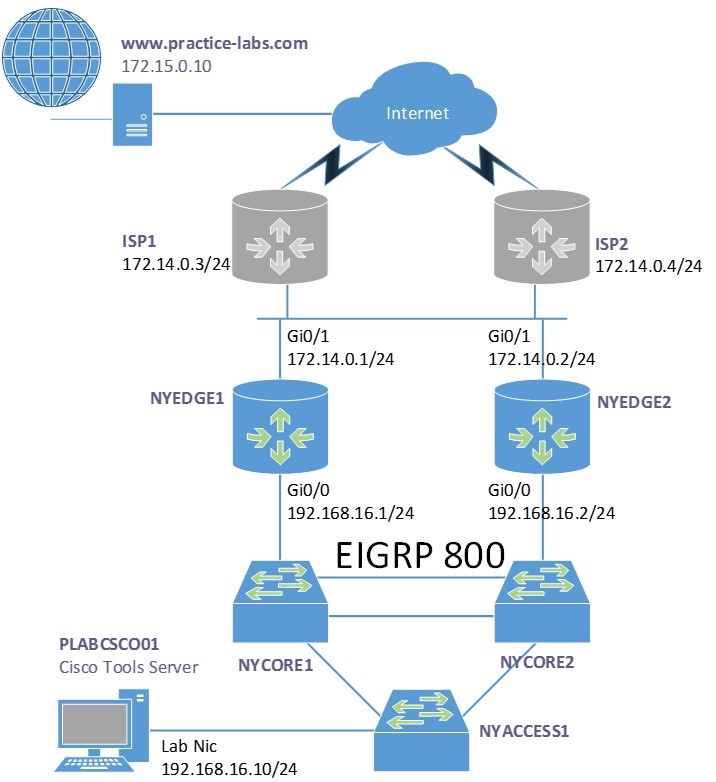 www.practice-labs.com
172.15.0.10
Internet
ISP1
172.14.0.3/24
ISP2
172.14.0.4/24
Gi0/1
172.14.0.1/24
Gi0/1
172.14.0.2/24
NYEDGE1
NYEDGE2
Gi0/0
192.168.16.1/24
Gi0/0
192.168.16.2/24
EIGRP 800
PLABCSCO01
Cisco Tools Server
NYCORE1
NYCORE2
NYACCESS1
Lab Nic
192.168.16.10/24